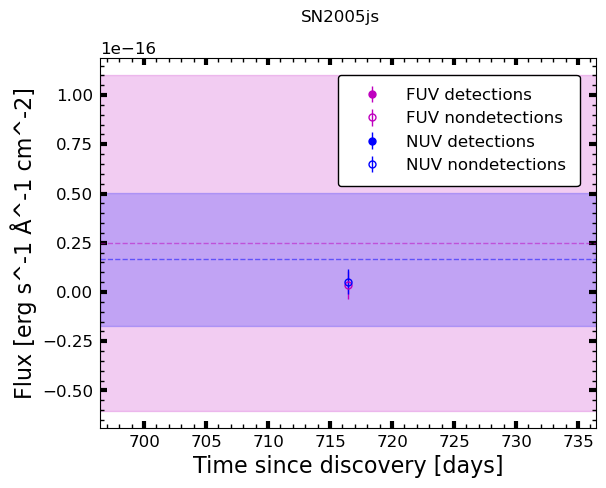 SN2005js
1e−16
1.00
0.75
0.50
0.25
0.00
−0.25
−0.50
Flux [erg s^-1 Å^-1 cm^-2]
FUV detections
FUV nondetections
NUV detections
NUV nondetections
700 705 710 715 720 725 730 735
Time since discovery [days]